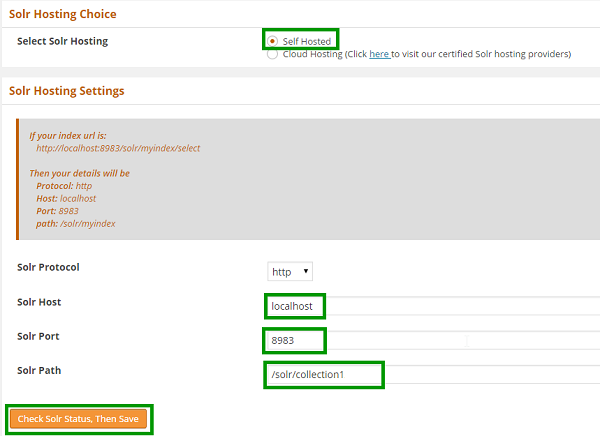 Solr Hosting Choice
Select Solr Hosting
Self Hosted
Cloud Hosting (Click here to visit our certified Solr hosting providers)
Solr Hosting Settings
If your index url is:
http://localhost:8983/solr/myindex/select
Then your details will be
Protocol: http
Host: localhost
Port: 8983
path: /solr/myindex
Solr Protocol http
Solr Host localhost
Solr Port 8983
Solr Path /solr/collection1
Check Solr Status, Then Save